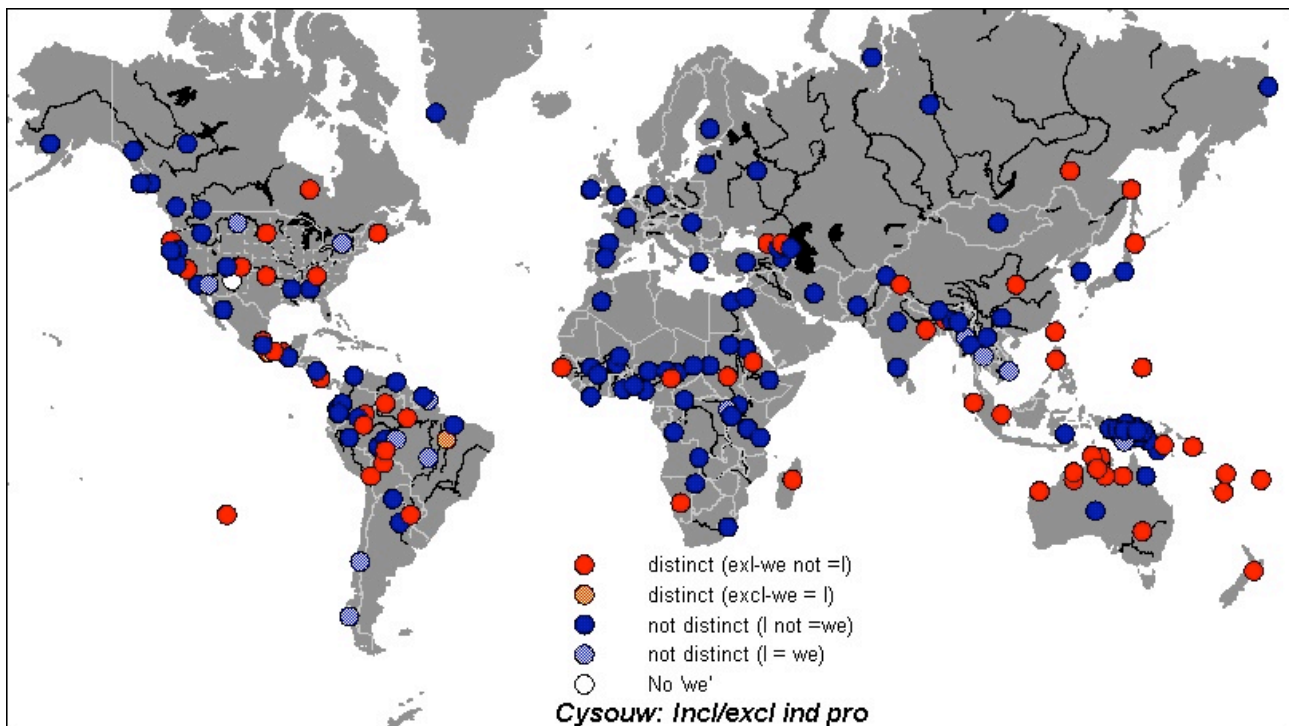 distinct (exl-we not =I)
distinct (excl-we = I)
not distinct (I not =we)
not distinct (I = we)
No 'we'
Cysouw: Incl/excl ind pro